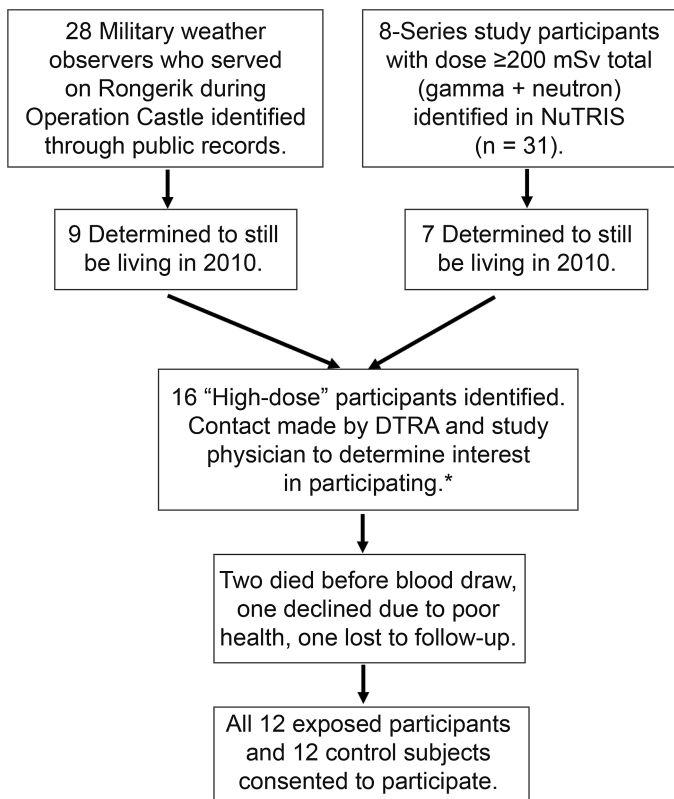 28 Military weather
observers who served
on Rongerik during
Operation Castle identified
through public records.
8-Series study participants
with dose ≥200 mSv total
(gamma + neutron)
identified in NuTRIS
(n = 31).
9 Determined to still
be living in 2010.
7 Determined to still
be living in 2010.
16 “High-dose” participants identified.
Contact made by DTRA and study
physician to determine interest
in participating.*
Two died before blood draw,
one declined due to poor
health, one lost to follow-up.
All 12 exposed participants
and 12 control subjects
consented to participate.